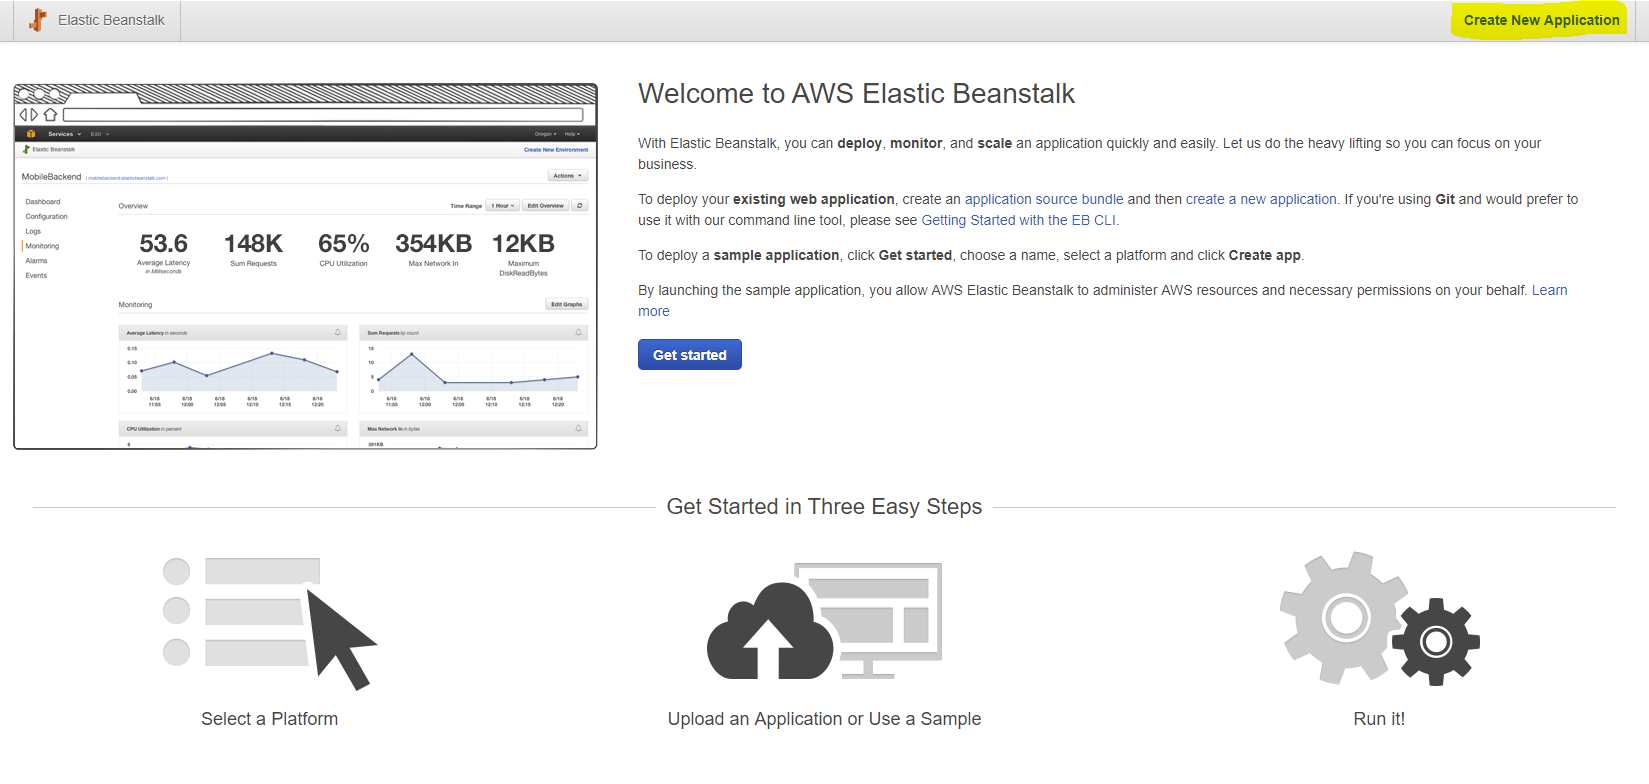 Elastic Beanstalk
Create New Application
Services Edit Oregon Help
Elastic Beanstalk Create New Environment
MobileBackend ( mobilebackend.elasticbeanstalk.com ) Actions
Dashboard
Configuration
Logs
Monitoring
Alarms
Events
Overview Time Range 1 Hour Edit Overview
53.6 148K 65% 354KB 12KB
Average Latency Sum Requests CPU Utilization Max Network In Maximum
in Milliseconds DiskReadBytes
Monitoring Edit Graphs
Average Latency in seconds
0.15
0.10
0.05
0.00
6/18 6/18 6/18 6/18 6/18 6/18
11:55 12:00 12:05 12:10 12:15 12:20
Sum Requests by count
15
10
5
0
6/18 6/18 6/18 6/18 6/18 6/18
11:55 12:00 12:05 12:10 12:15 12:20
CPU Utilization in percent
6
Max Network In in bytes
391KB
Welcome to AWS Elastic Beanstalk
With Elastic Beanstalk, you can deploy, monitor, and scale an application quickly and easily. Let us do the heavy lifting so you can focus on your
business.
To deploy your existing web application, create an application source bundle and then create a new application. If you're using Git and would prefer to
use it with our command line tool, please see Getting Started with the EB CLI.
To deploy a sample application, click Get started, choose a name, select a platform and click Create app.
By launching the sample application, you allow AWS Elastic Beanstalk to administer AWS resources and necessary permissions on your behalf. Learn
more
Get started
Get Started in Three Easy Steps
Select a Platform
Upload an Application or Use a Sample
Run it!